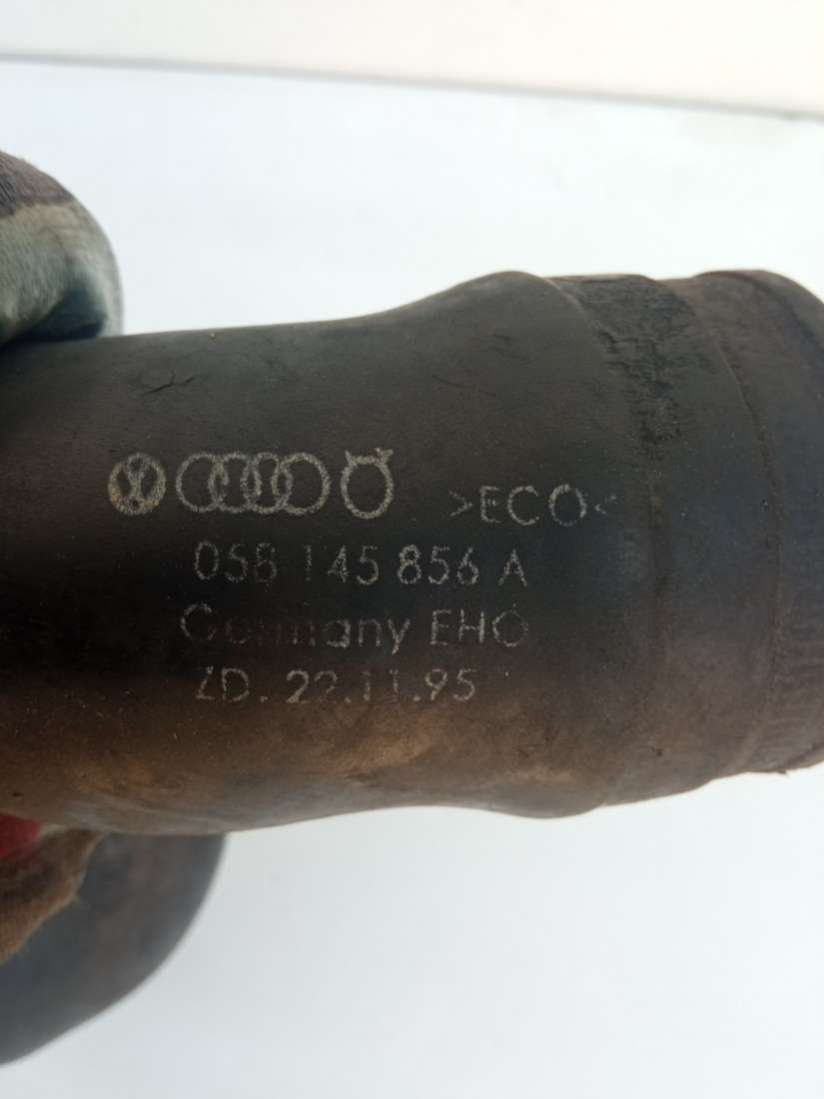 >ECO<
058 145 856 A
Germany EHO
ZD. 22.11.95